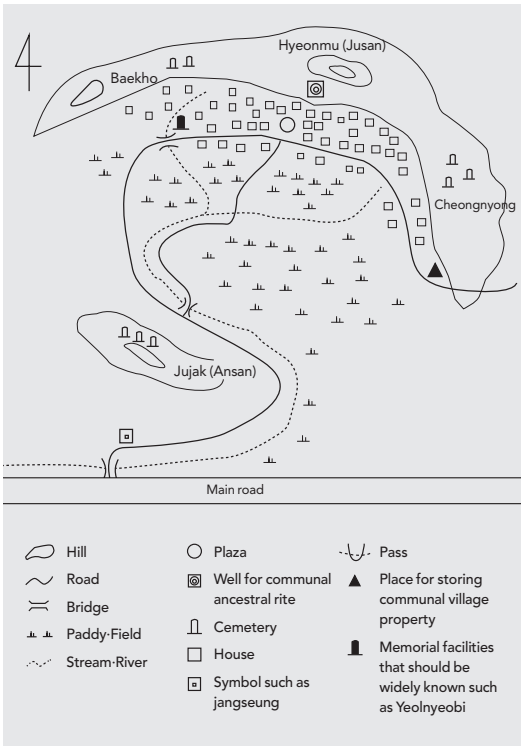 Hyeonmu (Jusan)
Baekho
Cheongnyong
Jujak (Ansan)
Main road
Hill
Road
Bridge
Paddy·Field
Stream·River
Plaza
Well for communal
ancestral rite
Cemetery
House
Symbol such as
jangseung
Pass
Place for storing
communal village
property
Memorial facilities
that should be
widely known such
as Yeolnyeobi